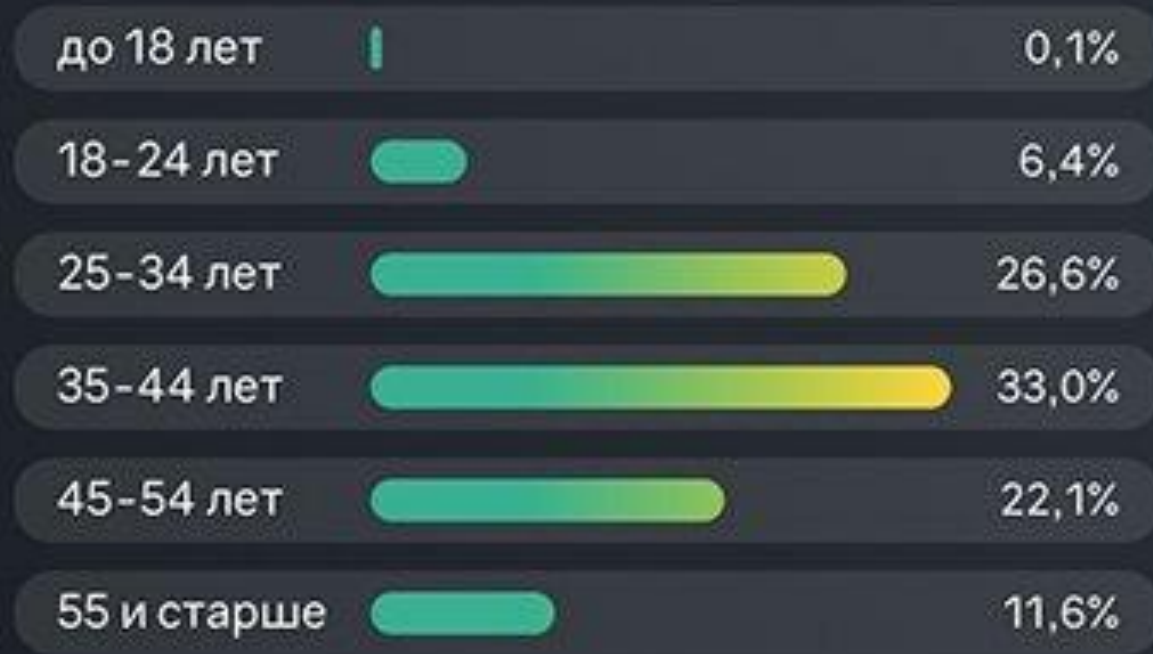 до 18 лет 0,1%
18-24 лет 6,4%
25-34 лет 26,6%
35-44 лет 33,0%
45-54 лет 22,1%
55 и старше 11,6%